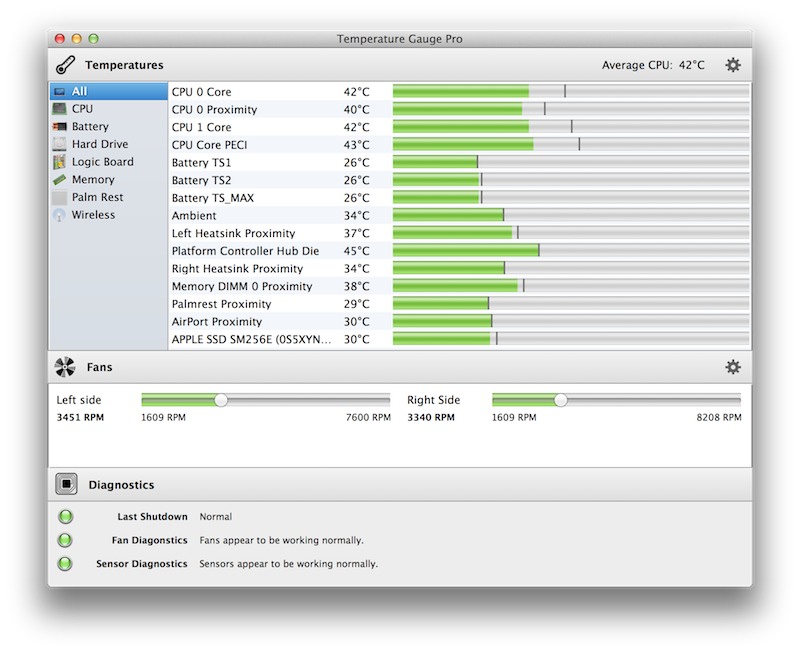 Temperature Gauge Pro
Temperatures
Average CPU: 42°C
All
CPU
Battery
Hard Drive
Logic Board
Memory
Palm Rest
Wireless
CPU 0 Core 42°C
CPU 0 Proximity 40°C
CPU 1 Core 42°C
CPU Core PECI 43°C
Battery TS1 26°C
Battery TS2 26°C
Battery TS_MAX 26°C
Ambient 34°C
Left Heatsink Proximity 37°C
Platform Controller Hub Die 45°C
Right Heatsink Proximity 34°C
Memory DIMM 0 Proximity 38°C
Palmrest Proximity 29°C
AirPort Proximity 30°C
APPLE SSD SM256E (0S5XYN... 30°C
Fans
Left side
3451 RPM 1609 RPM 7600 RPM
Right Side
3340 RPM 1609 RPM 8208 RPM
Diagnostics
Last Shutdown Normal
Fan Diagonstics Fans appear to be working normally.
Sensor Diagnostics Sensors appear to be working normally.